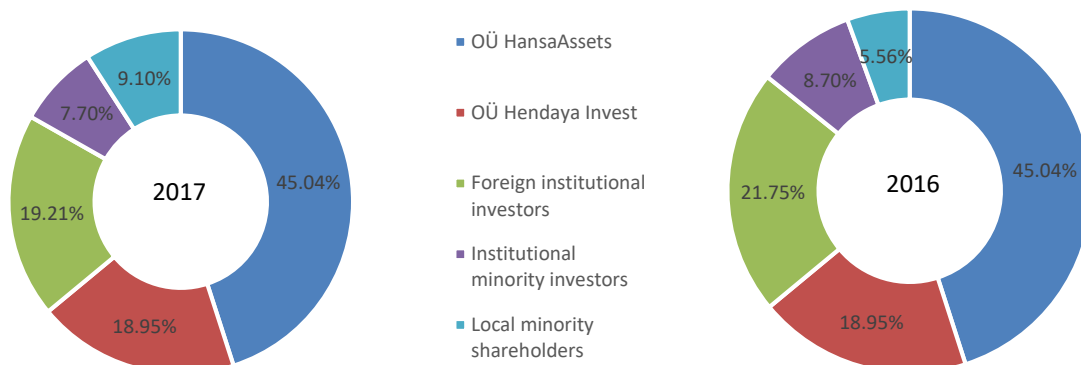 9.10%
7.70%
19.21%
2017
45.04%
18.95%
OÜ HansaAssets
OÜ Hendaya Invest
Foreign institutional
investors
Institutional
minority investors
Local minority
shareholders
5.56%
8.70%
21.75%
2016
45.04%
18.95%